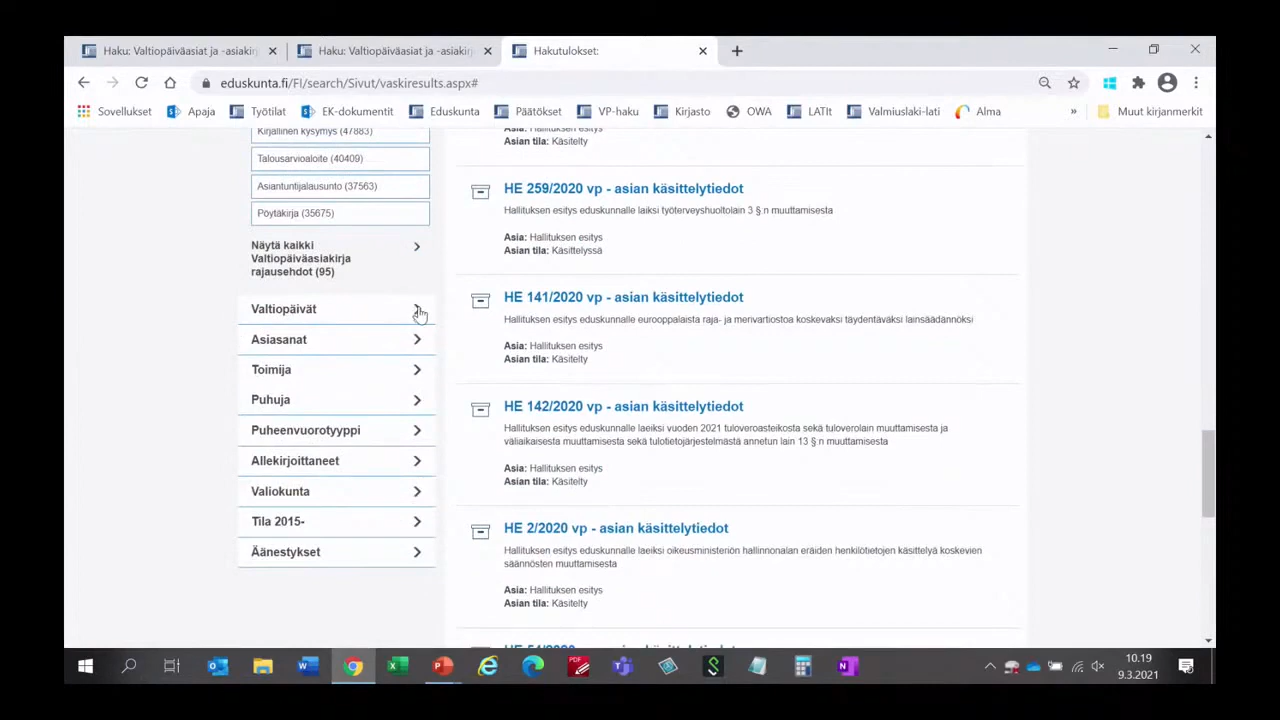 Haku: Valtiopäiväasiat ja -asiakirj
Haku: Valtiopäiväasiat ja -asiakirj
Hakutulokset:
eduskunta.fi/FI/search/Sivut/vaskiresults.aspx#
Sovellukset
Apaja
Työtilat
EK-dokumentit
Eduskunta
Päätökset
VP-haku
Kirjasto
OWA
LATIt
Valmiuslaki-lati
Alma
»
Muut kirjanmerkit
Kirjallinen kysymys (47883)
Talousarvioaloite (40409)
Asiantuntijalausunto (37563)
Pöytäkirja (35675)
Näytä kaikki
Valtiopäiväasiakirja
rajausehdot (95)
Valtiopäivät
Asiasanat
Toimija
Puhuja
Puheenvuorotyyppi
Allekirjoittaneet
Valiokunta
Tila 2015-
Äänestykset
Asia: Hallituksen esitys
Asian tila: Käsitelty
HE 259/2020 vp - asian käsittelytiedot
Hallituksen esitys eduskunnalle laiksi työterveyshuoltolain 3 § n muuttamisesta
Asia: Hallituksen esitys
Asian tila: Käsittelyssä
HE 141/2020 vp - asian käsittelytiedot
Hallituksen esitys eduskunnalle eurooppalaista raja- ja merivartiostoa koskevaksi täydentäväksi lainsäädännöksi
Asia: Hallituksen esitys
Asian tila: Käsitelty
HE 142/2020 vp - asian käsittelytiedot
Hallituksen esitys eduskunnalle laeiksi vuoden 2021 tuloveroasteikosta sekä tuloverolain muuttamisesta ja
väliaikaisesta muuttamisesta sekä tulotietojärjestelmästä annetun lain 13 § n muuttamisesta
Asia: Hallituksen esitys
Asian tila: Käsitelty
HE 2/2020 vp - asian käsittelytiedot
Hallituksen esitys eduskunnalle laeiksi oikeusministeriön hallinnonalan eräiden henkilötietojen käsittelyä koskevien
säännösten muuttamisesta
Asia: Hallituksen esitys
Asian tila: Käsitelty
10.19
9.3.2021